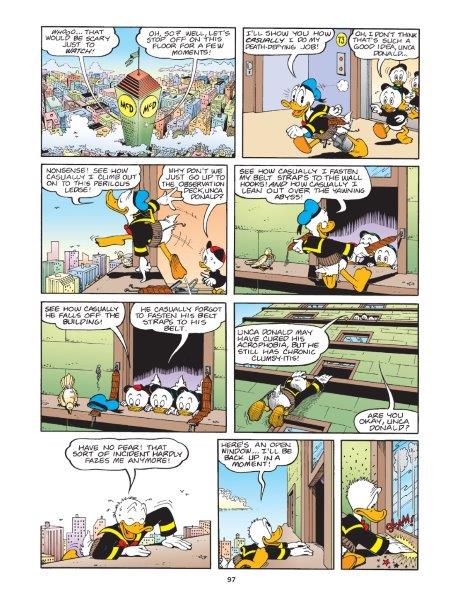 MWOGO... THAT
WOULD BE SCARY
JUST TO
WATCH!
OH, SO? WELL, LET'S
STOP OFF ON THIS
FLOOR FOR A FEW
MOMENTS!
McD
McD
I'LL SHOW YOU HOW
CASUALLY I DO MY
DEATH-DEFYING JOB!
73
OH, I DON'T THINK
THAT'S SUCH A
GOOD IDEA, UNCA
DONALD...
NONSENSE! SEE HOW
CASUALLY I CLIMB OUT
ON TO THIS PERILOUS
LEDGE!
WHY DON'T WE
JUST GO UP TO
THE OBSERVATION
DECK, UNCA
DONALD?
SEE HOW CASUALLY I FASTEN
MY BELT STRAPS TO THE WALL
HOOKS! AND HOW CASUALLY I
LEAN OUT OVER THE YAWNING
ABYSS!
SEE HOW CASUALLY
HE FALLS OFF THE
BUILDING!
HE CASUALLY FORGOT
TO FASTEN HIS BELT
STRAPS TO HIS
BELT.
UNCA DONALD MAY
HAVE CURED HIS
ACROPHOBIA, BUT HE
STILL HAS CHRONIC
CLUMSY-ITIS!
ARE YOU
OKAY, UNCA
DONALD?
HAVE NO FEAR! THAT
SORT OF INCIDENT HARDLY
FAZES ME ANYMORE!
HERE'S AN OPEN
WINDOW... I'LL BE
BACK UP IN A
MOMENT!
97